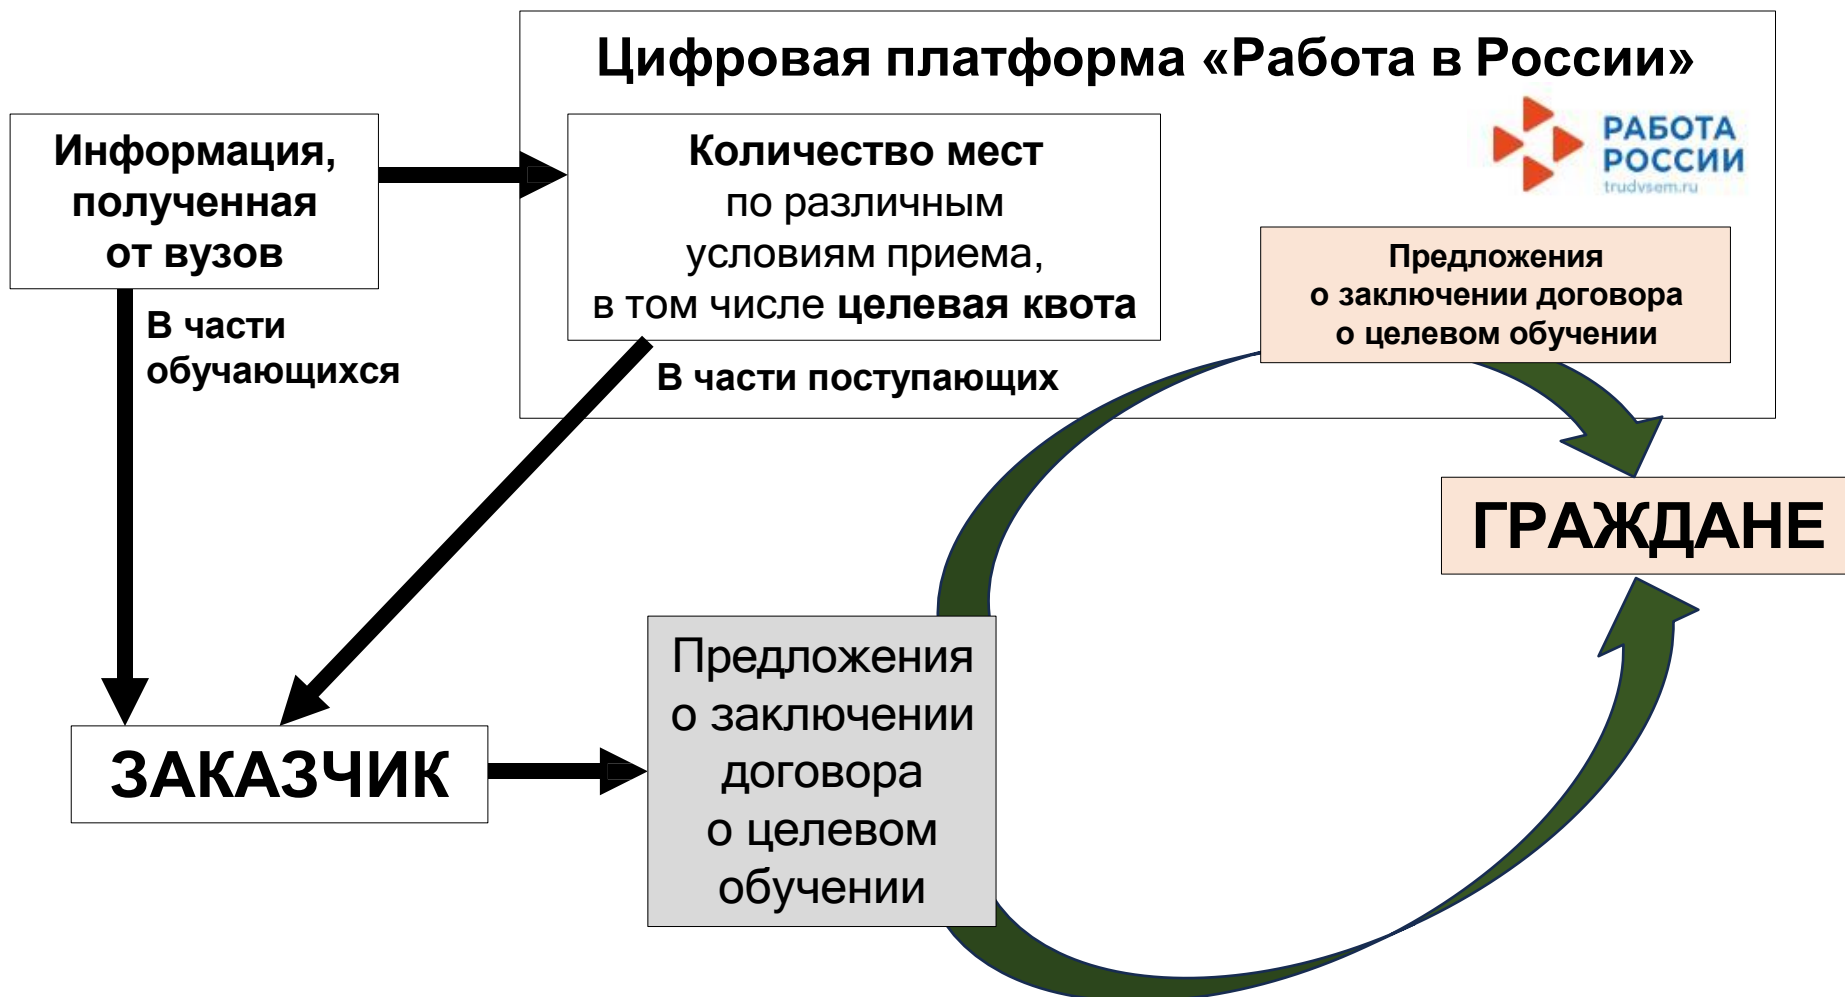 Цифровая платформа «Работа в России»
РАБОТА
РОССИИ
trudvsem.ru
Информация,
полученная
от вузов
Количество мест
по различным
условиям приема,
в том числе целевая квота
Предложения
о заключении договора
о целевом обучении
В части
обучающихся
В части поступающих
ГРАЖДАНЕ
ЗАКАЗЧИК
Предложения
о заключении
договора
о целевом
обучении